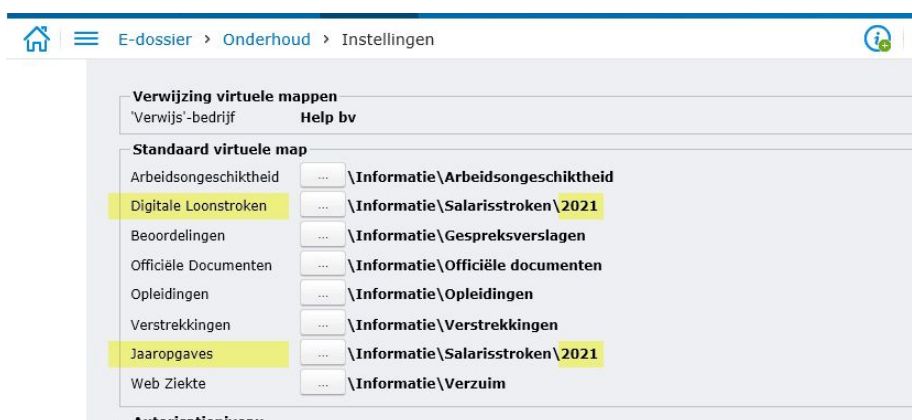 E-dossier > Onderhoud > Instellingen
Verwijzing virtuele mappen
'Verwijs'-bedrijf Help bv
Standaard virtuele map
Arbeidsongeschiktheid ... \Informatie\Arbeidsongeschiktheid
Digitale Loonstroken ... \Informatie\Salarisstroken\2021
Beoordelingen ... \Informatie\Gespreksverslagen
Officiële Documenten ... \Informatie\Officiële documenten
Opleidingen ... \Informatie\Opleidingen
Verstrekkingen ... \Informatie\Verstrekkingen
Jaaropgaves ... \Informatie\Salarisstroken\2021
Web Ziekte ... \Informatie\Verzuim